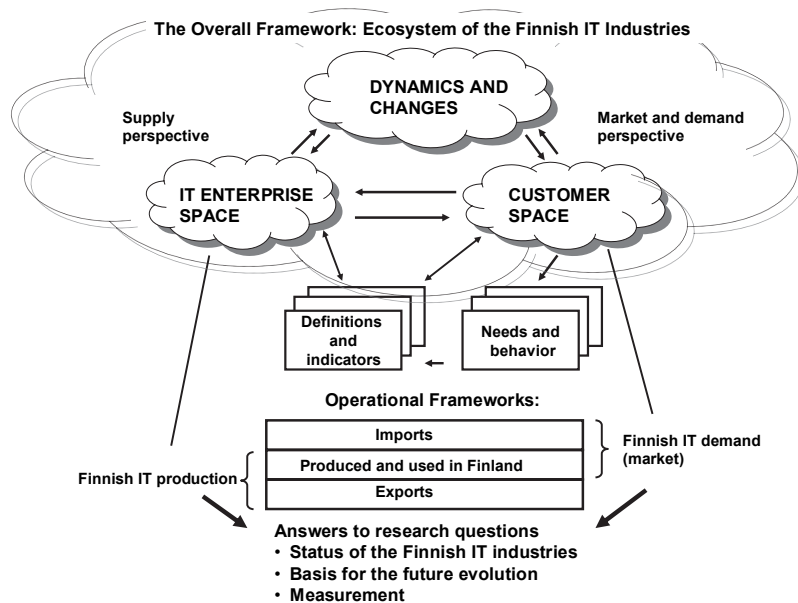 The Overall Framework: Ecosystem of the Finnish IT Industries
DYNAMICS AND
CHANGES
Supply
perspective
Market and demand
perspective
IT ENTERPRISE
SPACE
CUSTOMER
SPACE
Definitions
and
indicators
Needs and
behavior
Operational Frameworks:
Imports
Produced and used in Finland
Exports
Finnish IT production
Finnish IT demand
(market)
Answers to research questions
• Status of the Finnish IT industries
• Basis for the future evolution
• Measurement